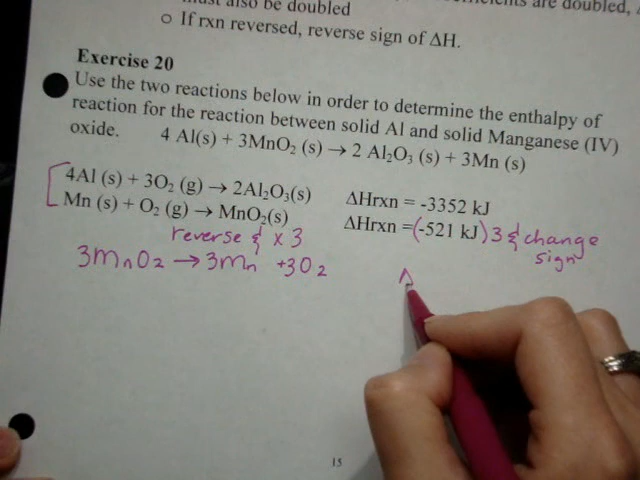 must also be doubled
are doubled,
○ If rxn reversed, reverse sign of ΔH.
Exercise 20
Use the two reactions below in order to determine the enthalpy of
reaction for the reaction between solid Al and solid Manganese (IV)
oxide. 4 Al(s) + 3MnO₂ (s) → 2 Al₂O₃ (s) + 3Mn (s)
4Al (s) + 3O₂ (g) → 2Al₂O₃(s) ΔHrxn = -3352 kJ
Mn (s) + O₂ (g) → MnO₂(s) ΔHrxn =(-521 kJ)3 & change
reverse & x 3 sign
3MnO₂ → 3Mn +3O₂
15